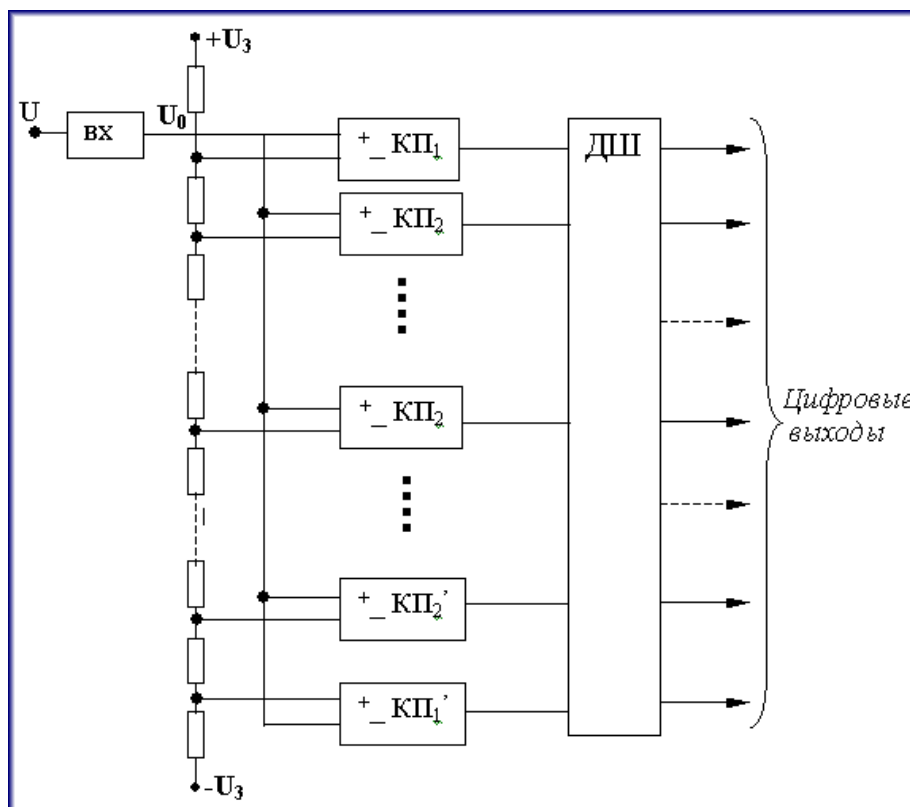 +U₃
U
ВХ
U₀
+_ КП₁
ДШ
+_ КП₂
+_ КП₂
Цифровые
выходы
+_ КП₂’
+_ КП₁’
-U₃